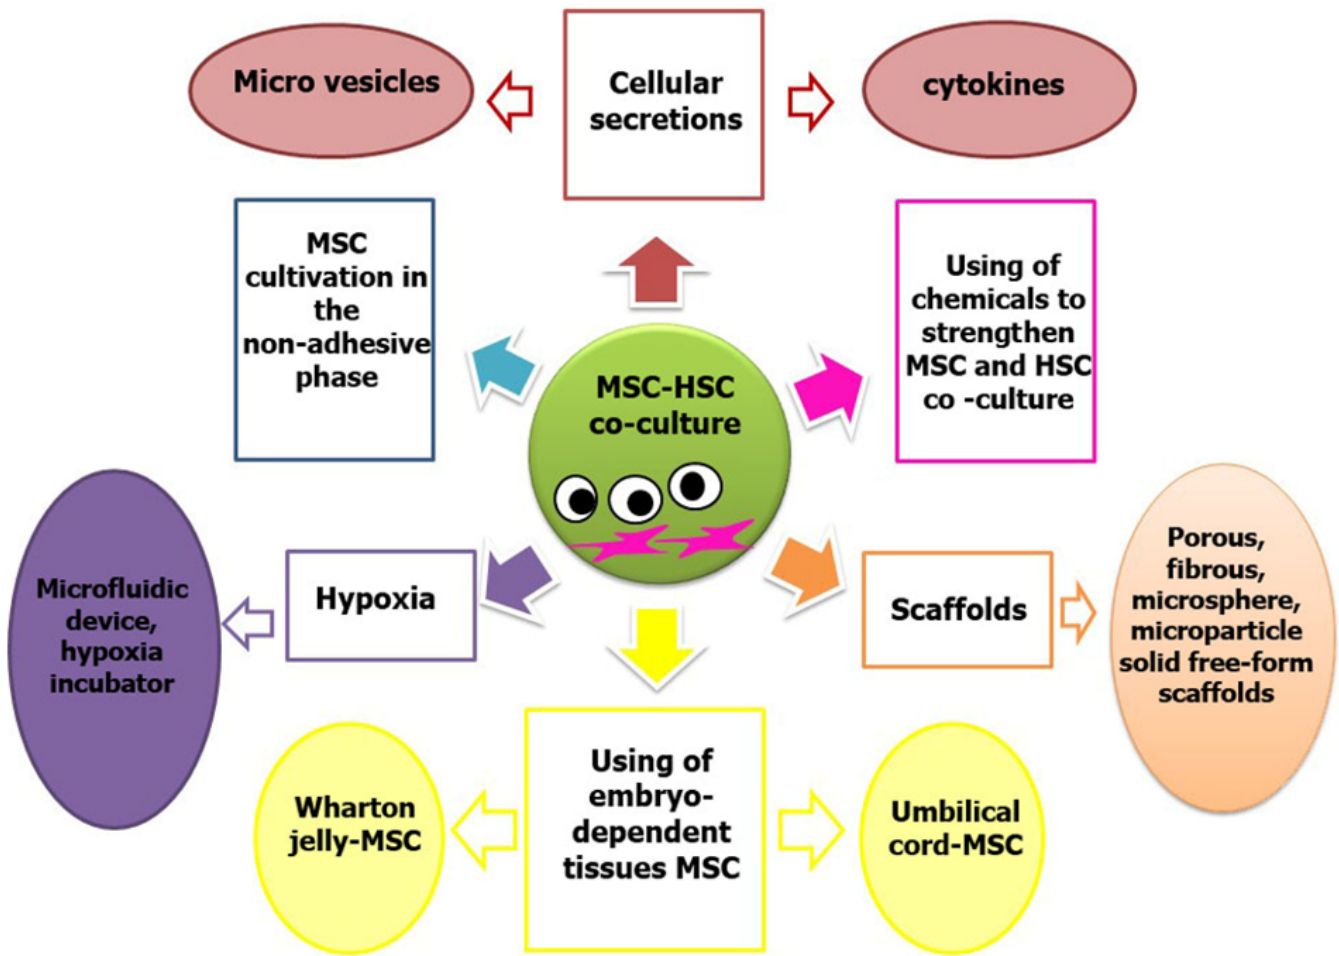 Micro vesicles
Cellular
secretions
cytokines
MSC
cultivation in
the
non-adhesive
phase
Using of
chemicals to
strengthen
MSC and HSC
co -culture
MSC-HSC
co-culture
Microfluidic
device,
hypoxia
incubator
Hypoxia
Scaffolds
Porous,
fibrous,
microsphere,
microparticle
solid free-form
scaffolds
Wharton
jelly-MSC
Using of
embryo-
dependent
tissues MSC
Umbilical
cord-MSC